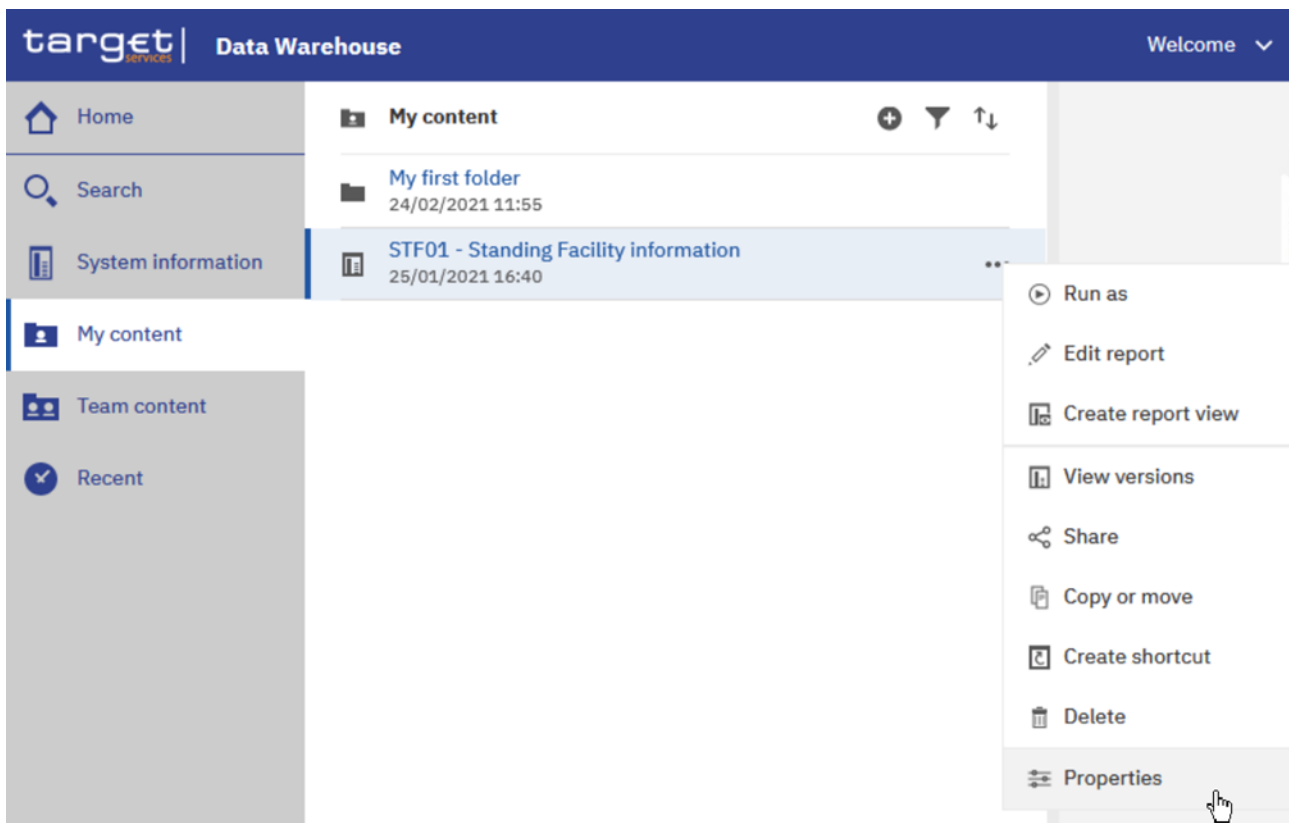 target| Data Warehouse Welcome
services
Home
Search
System information
My content
Team content
Recent
My content
My first folder
24/02/2021 11:55
STF01 - Standing Facility information
25/01/2021 16:40
Run as
Edit report
Create report view
View versions
Share
Copy or move
Create shortcut
Delete
Properties